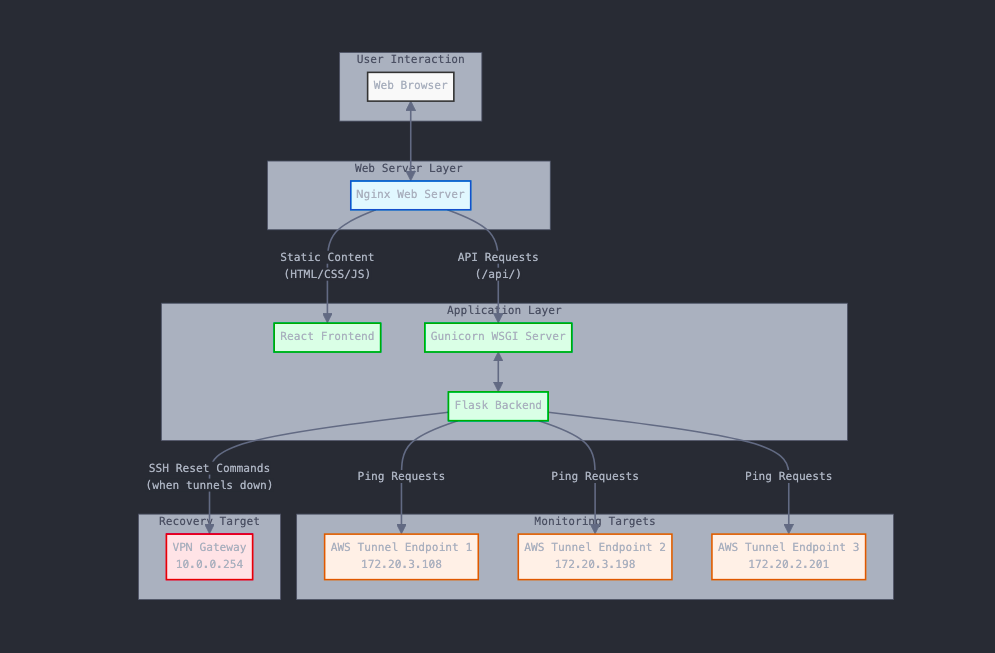 User Interaction
Web Browser
Web Server Layer
Nginx Web Server
Static Content
(HTML/CSS/JS)
API Requests
(/api/)
Application Layer
React Frontend
Gunicorn WSGI Server
Flask Backend
SSH Reset Commands
(when tunnels down)
Ping Requests
Ping Requests
Ping Requests
Recovery Target
VPN Gateway
10.0.0.254
Monitoring Targets
AWS Tunnel Endpoint 1
172.20.3.108
AWS Tunnel Endpoint 2
172.20.3.198
AWS Tunnel Endpoint 3
172.20.2.201